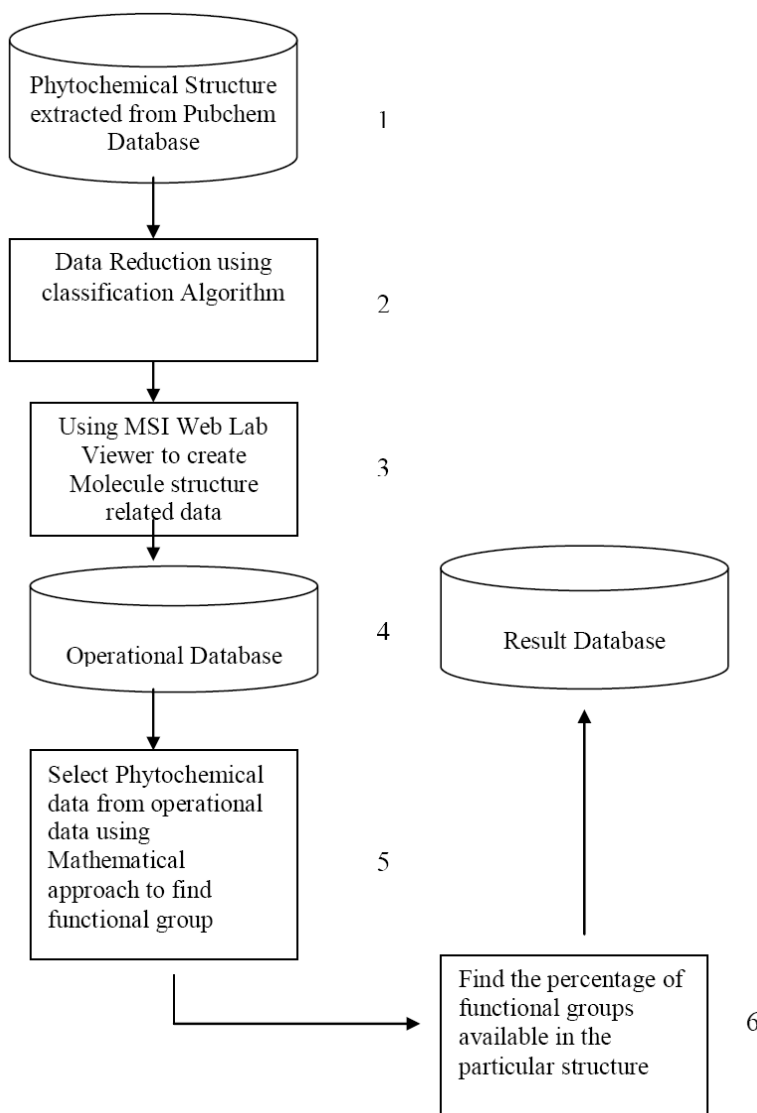 Phytochemical Structure
extracted from Pubchem
Database
1
Data Reduction using
classification Algorithm
2
Using MSI Web Lab
Viewer to create
Molecule structure
related data
3
Operational Database
4
Result Database
Select Phytochemical
data from operational
data using
Mathematical
approach to find
functional group
5
Find the percentage of
functional groups
available in the
particular structure
6